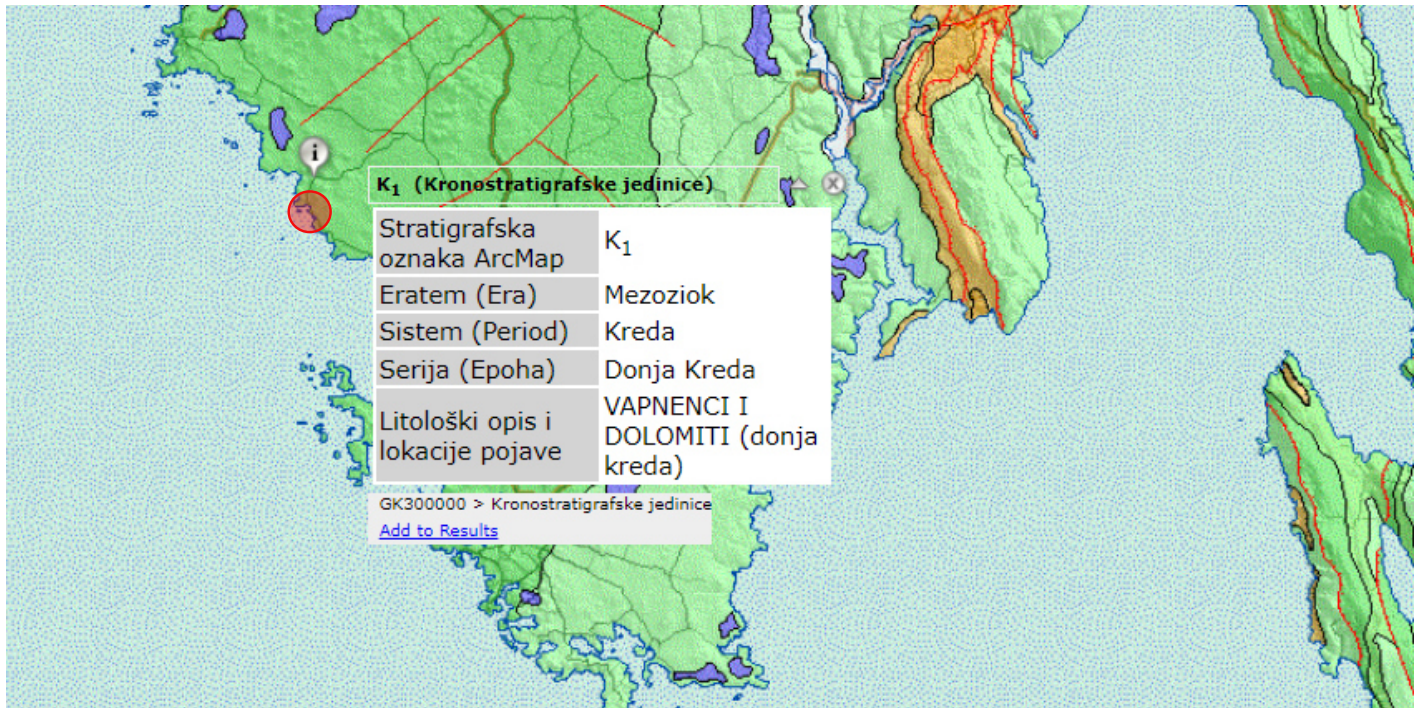 i
K₁ (Kronostratigrafske jedinice)
Stratigrafska
oznaka ArcMap
K₁
Eratem (Era)
Mezoziok
Sistem (Period)
Kreda
Serija (Epoha)
Donja Kreda
Litološki opis i
lokacije pojave
VAPNENCI I
DOLOMITI (donja
kreda)
GK300000 > Kronostratigrafske jedinice
Add to Results